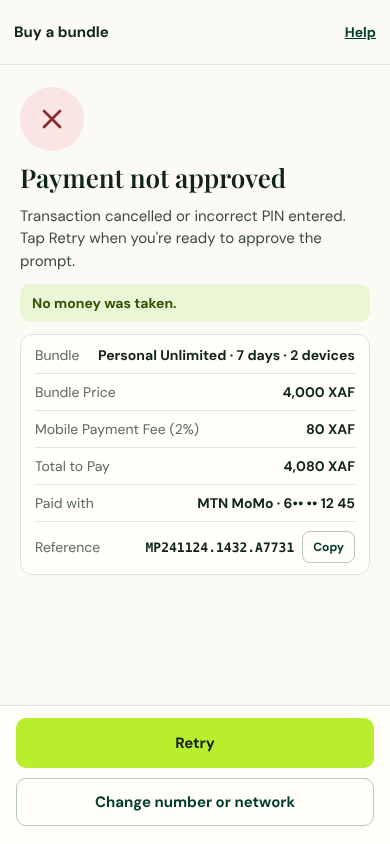 Buy a bundle Help
Payment not approved
Transaction cancelled or incorrect PIN entered.
Tap Retry when you're ready to approve the
prompt.
No money was taken.
Bundle Personal Unlimited · 7 days · 2 devices
Bundle Price 4,000 XAF
Mobile Payment Fee (2%) 80 XAF
Total to Pay 4,080 XAF
Paid with MTN MoMo · 6•• •• 12 45
Reference MP241124.1432.A7731 Copy
Retry
Change number or network